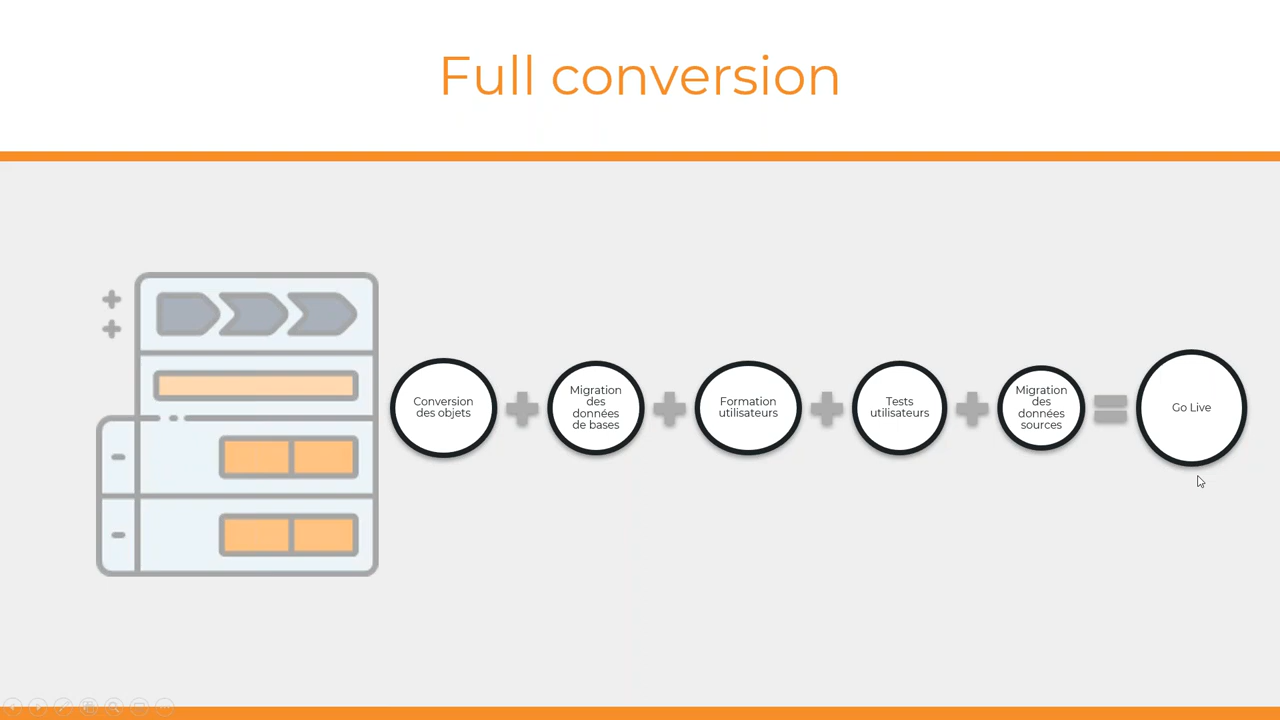 Full conversion
Conversion
des objets
Migration
des
données
de bases
Formation
utilisateurs
Tests
utilisateurs
Migration
des
données
sources
Go Live